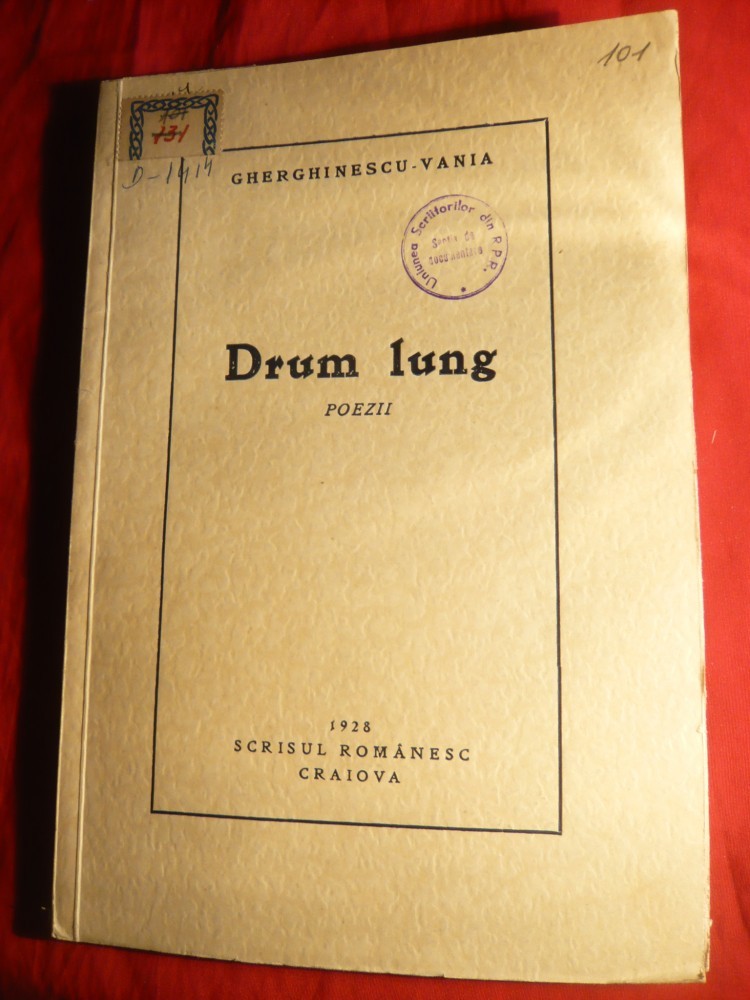 101
131
D-1414
GHERGHINESCU-VANIA
Uniunea Scriitorilor din R.P.R.
Drum lung
POEZII
1928
SCRISUL ROMÂNESC
CRAIOVA